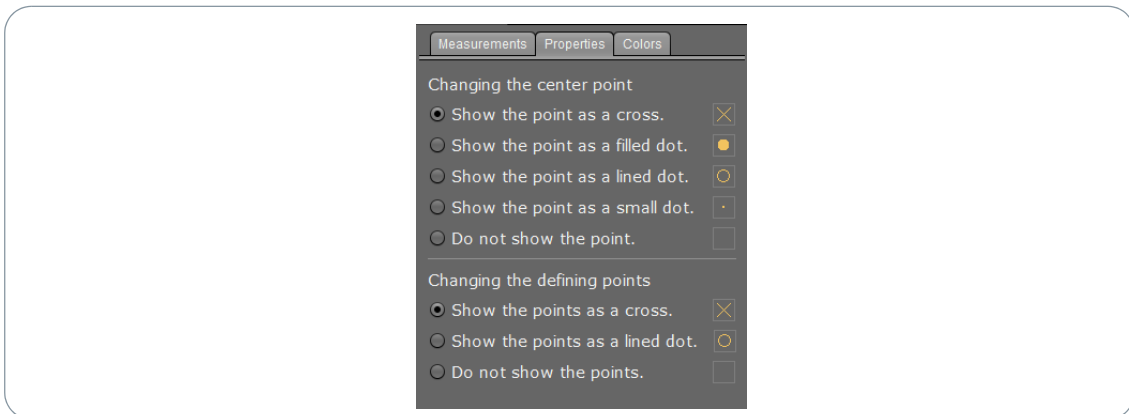 Measurements Properties Colors
Changing the center point
Show the point as a cross.
Show the point as a filled dot.
Show the point as a lined dot.
Show the point as a small dot.
Do not show the point.
Changing the defining points
Show the points as a cross.
Show the points as a lined dot.
Do not show the points.